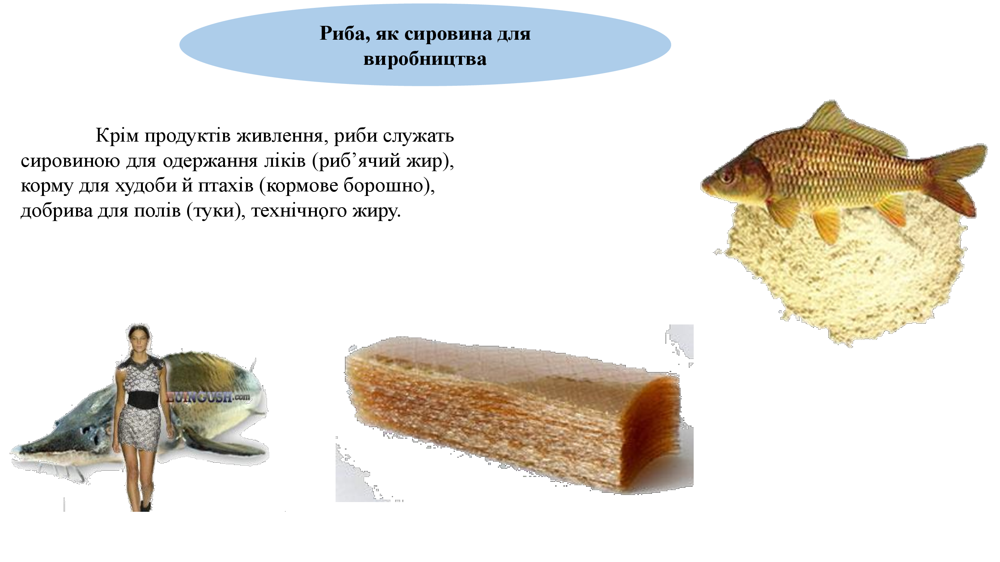 Риба, як сировина для
виробництва
Крім продуктів живлення, риби служать
сировиною для одержання ліків (риб’ячий жир),
корму для худоби й птахів (кормове борошно),
добрива для полів (туки), технічного жиру.
.
EUINGUSH.com